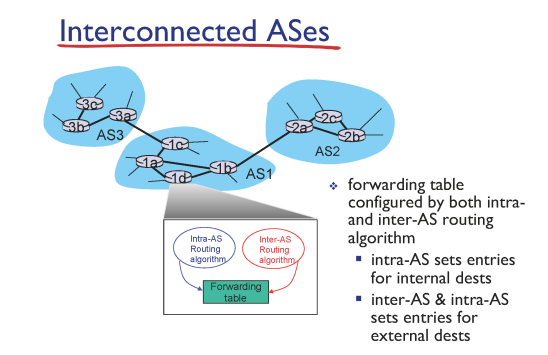 Interconnected ASes
3c
3a
3b
AS3
1c
1a
1d
1b
AS1
2c
2a
2b
AS2
Intra-AS
Routing
algorithm
Inter-AS
Routing
algorithm
Forwarding
table
❖ forwarding table
configured by both intra-
and inter-AS routing
algorithm
▪ intra-AS sets entries
for internal dests
▪ inter-AS & intra-AS
sets entries for
external dests